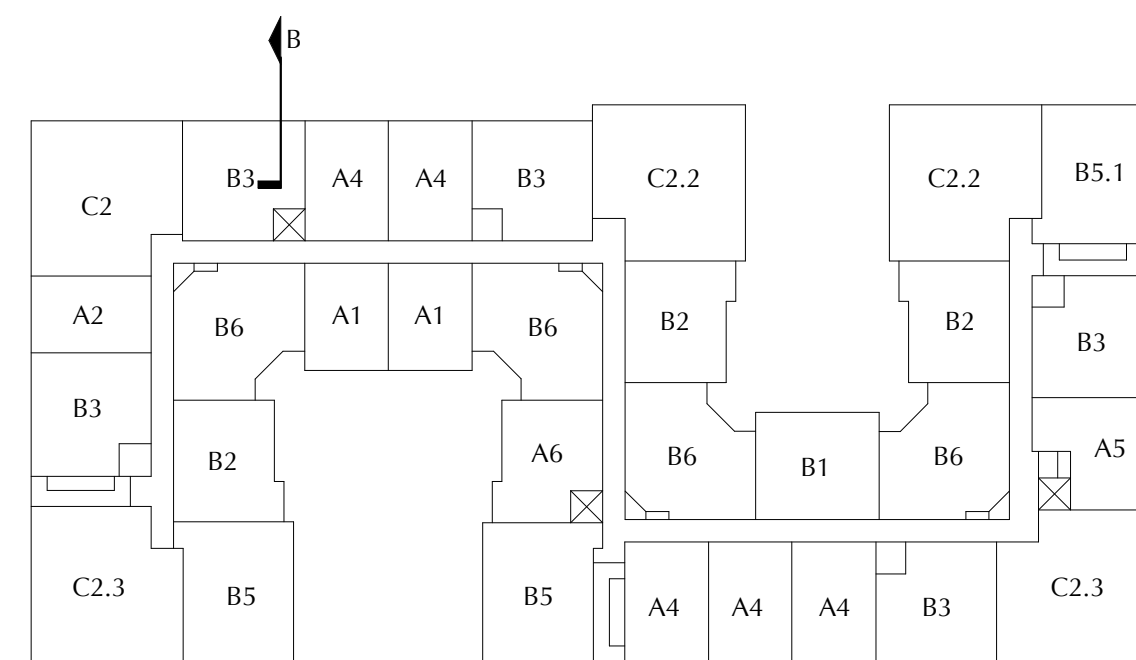 B
B3 A4 A4 B3 C2.2 C2.2 B5.1
C2
A2 B6 A1 A1 B6 B2 B2 B3
B3 B2 A6 B6 B1 B6 A5
C2.3 B5 B5 A4 A4 A4 B3 C2.3